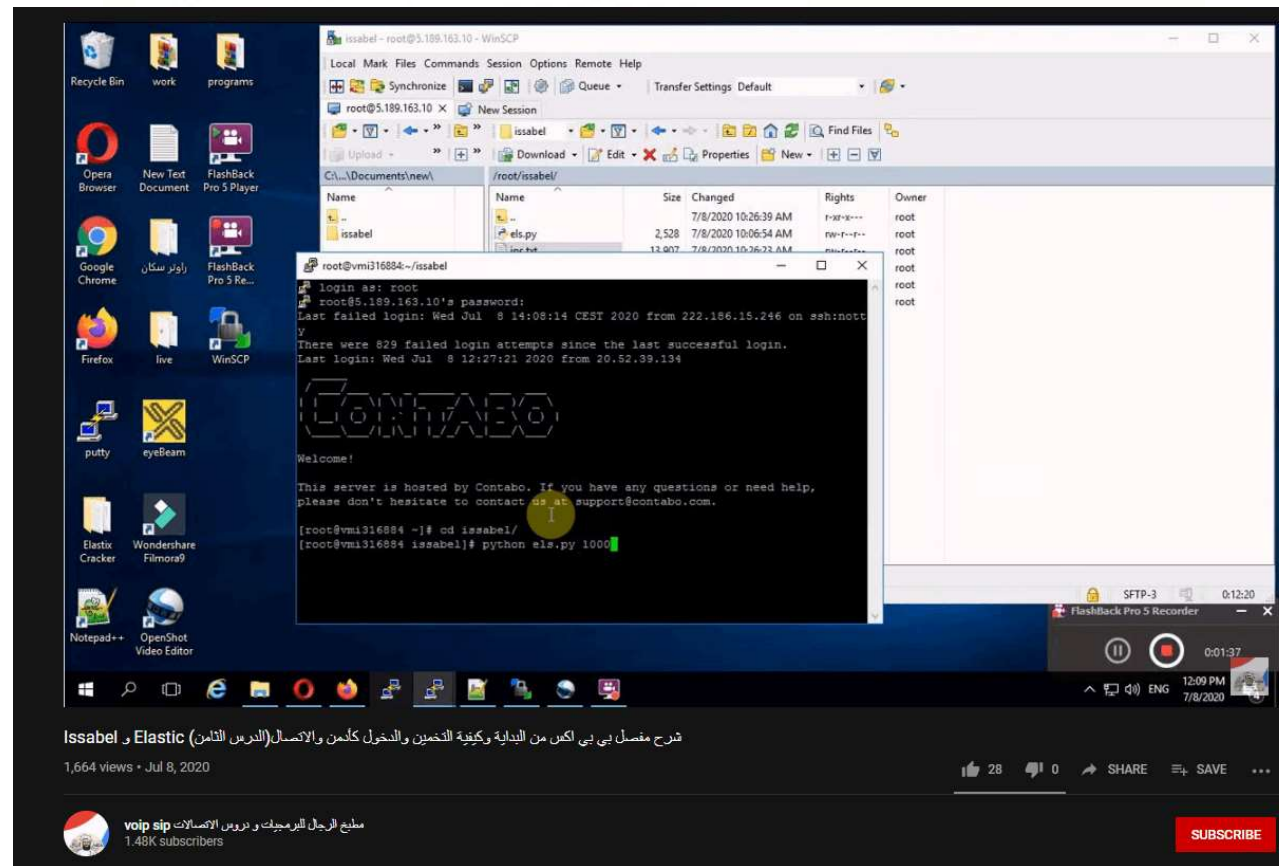 issabel - root@5.189.163.10 - WinSCP
Local Mark Files Commands Session Options Remote Help
Synchronize Queue Transfer Settings Default
root@5.189.163.10 × New Session
issabel Find Files
Upload Download Edit Properties New
C:\...\Documents\new\ /root/issabel/
Name Name Size Changed Rights Owner
.. .. 7/8/2020 10:26:39 AM r-xr-x--- root
issabel els.py 2,528 7/8/2020 10:06:54 AM rw-r--r-- root
13,907 7/8/2020 10:26:23 AM root
root
root
root
Recycle Bin work programs
Opera Browser New Text Document FlashBack Pro 5 Player
Google Chrome راوتر سكان FlashBack Pro 5 Re...
Firefox live WinSCP
putty eyeBeam
Elastix Cracker Wondershare Filmora9
Notepad++ OpenShot Video Editor
root@vmi316884:~/issabel
login as: root
root@5.189.163.10's password:
Last failed login: Wed Jul 8 14:08:14 CEST 2020 from 222.186.15.246 on ssh:nott
y
There were 829 failed login attempts since the last successful login.
Last login: Wed Jul 8 12:27:21 2020 from 20.52.39.134
CONTABO
Welcome!
This server is hosted by Contabo. If you have any questions or need help,
please don't hesitate to contact us at support@contabo.com.
[root@vmi316884 ~]# cd issabel/
[root@vmi316884 issabel]# python els.py 1000
SFTP-3 0:12:20
FlashBack Pro 5 Recorder
0:01:37
ENG 12:09 PM
7/8/2020
شرح مفصل بي بي اكس من البداية وكيفية التخمين والدخول كأدمن والاتصال(الدرس الثامن) Elastic و Issabel
1,664 views • Jul 8, 2020
28 0 SHARE SAVE
مطبخ الرجال للبرمجيات و دروس الاتصالات voip sip
1.48K subscribers
SUBSCRIBE